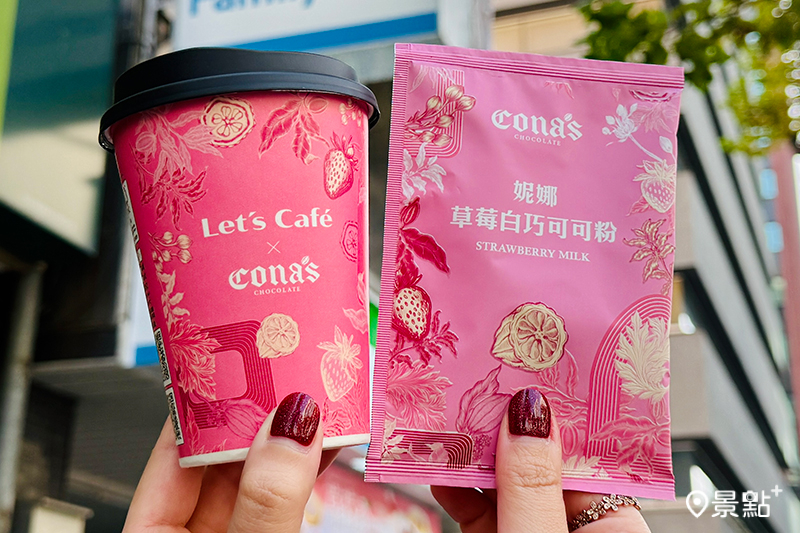 Family
Let's Café
×
cona's
CHOCOLATE
cona's
CHOCOLATE
妮娜
草莓白巧可可粉
STRAWBERRY MILK
景點+